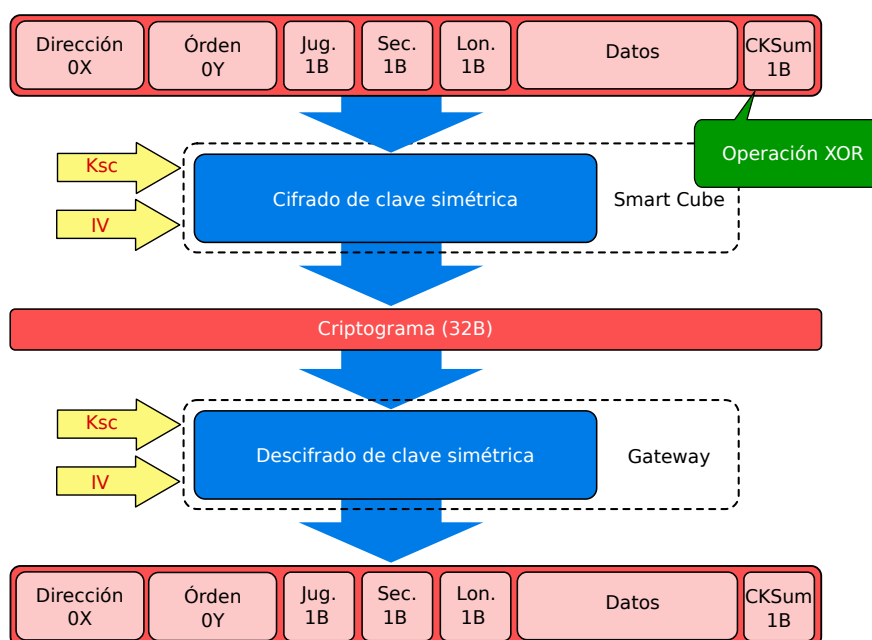 Dirección
0X
Órden
0Y
Jug.
1B
Sec.
1B
Lon.
1B
Datos
CKSum
1B
Operación XOR
Ksc
IV
Cifrado de clave simétrica
Smart Cube
Criptograma (32B)
Ksc
IV
Descifrado de clave simétrica
Gateway
Dirección
0X
Órden
0Y
Jug.
1B
Sec.
1B
Lon.
1B
Datos
CKSum
1B